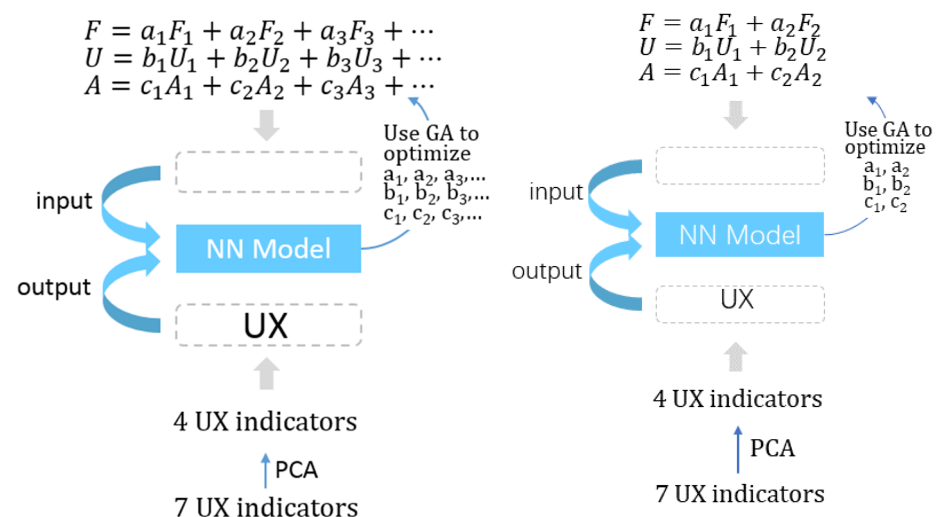 F = a₁F₁ + a₂F₂ + a₃F₃ + ⋯
U = b₁U₁ + b₂U₂ + b₃U₃ + ⋯
A = c₁A₁ + c₂A₂ + c₃A₃ + ⋯
Use GA to
optimize
a₁, a₂, a₃,...
b₁, b₂, b₃,...
c₁, c₂, c₃,...
input
NN Model
output
UX
4 UX indicators
PCA
7 UX indicators
F = a₁F₁ + a₂F₂
U = b₁U₁ + b₂U₂
A = c₁A₁ + c₂A₂
Use GA to
optimize
a₁, a₂
b₁, b₂
c₁, c₂
input
NN Model
output
UX
4 UX indicators
PCA
7 UX indicators